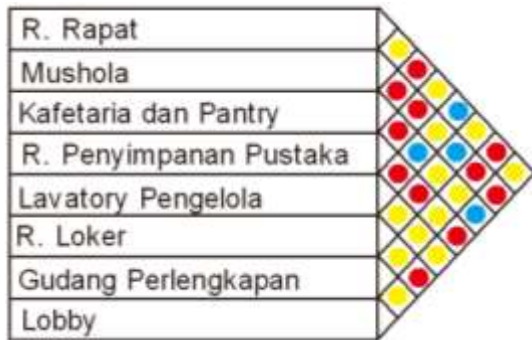 R. Rapat
Mushola
Kafetaria dan Pantry
R. Penyimpanan Pustaka
Lavatory Pengelola
R. Loker
Gudang Perlengkapan
Lobby